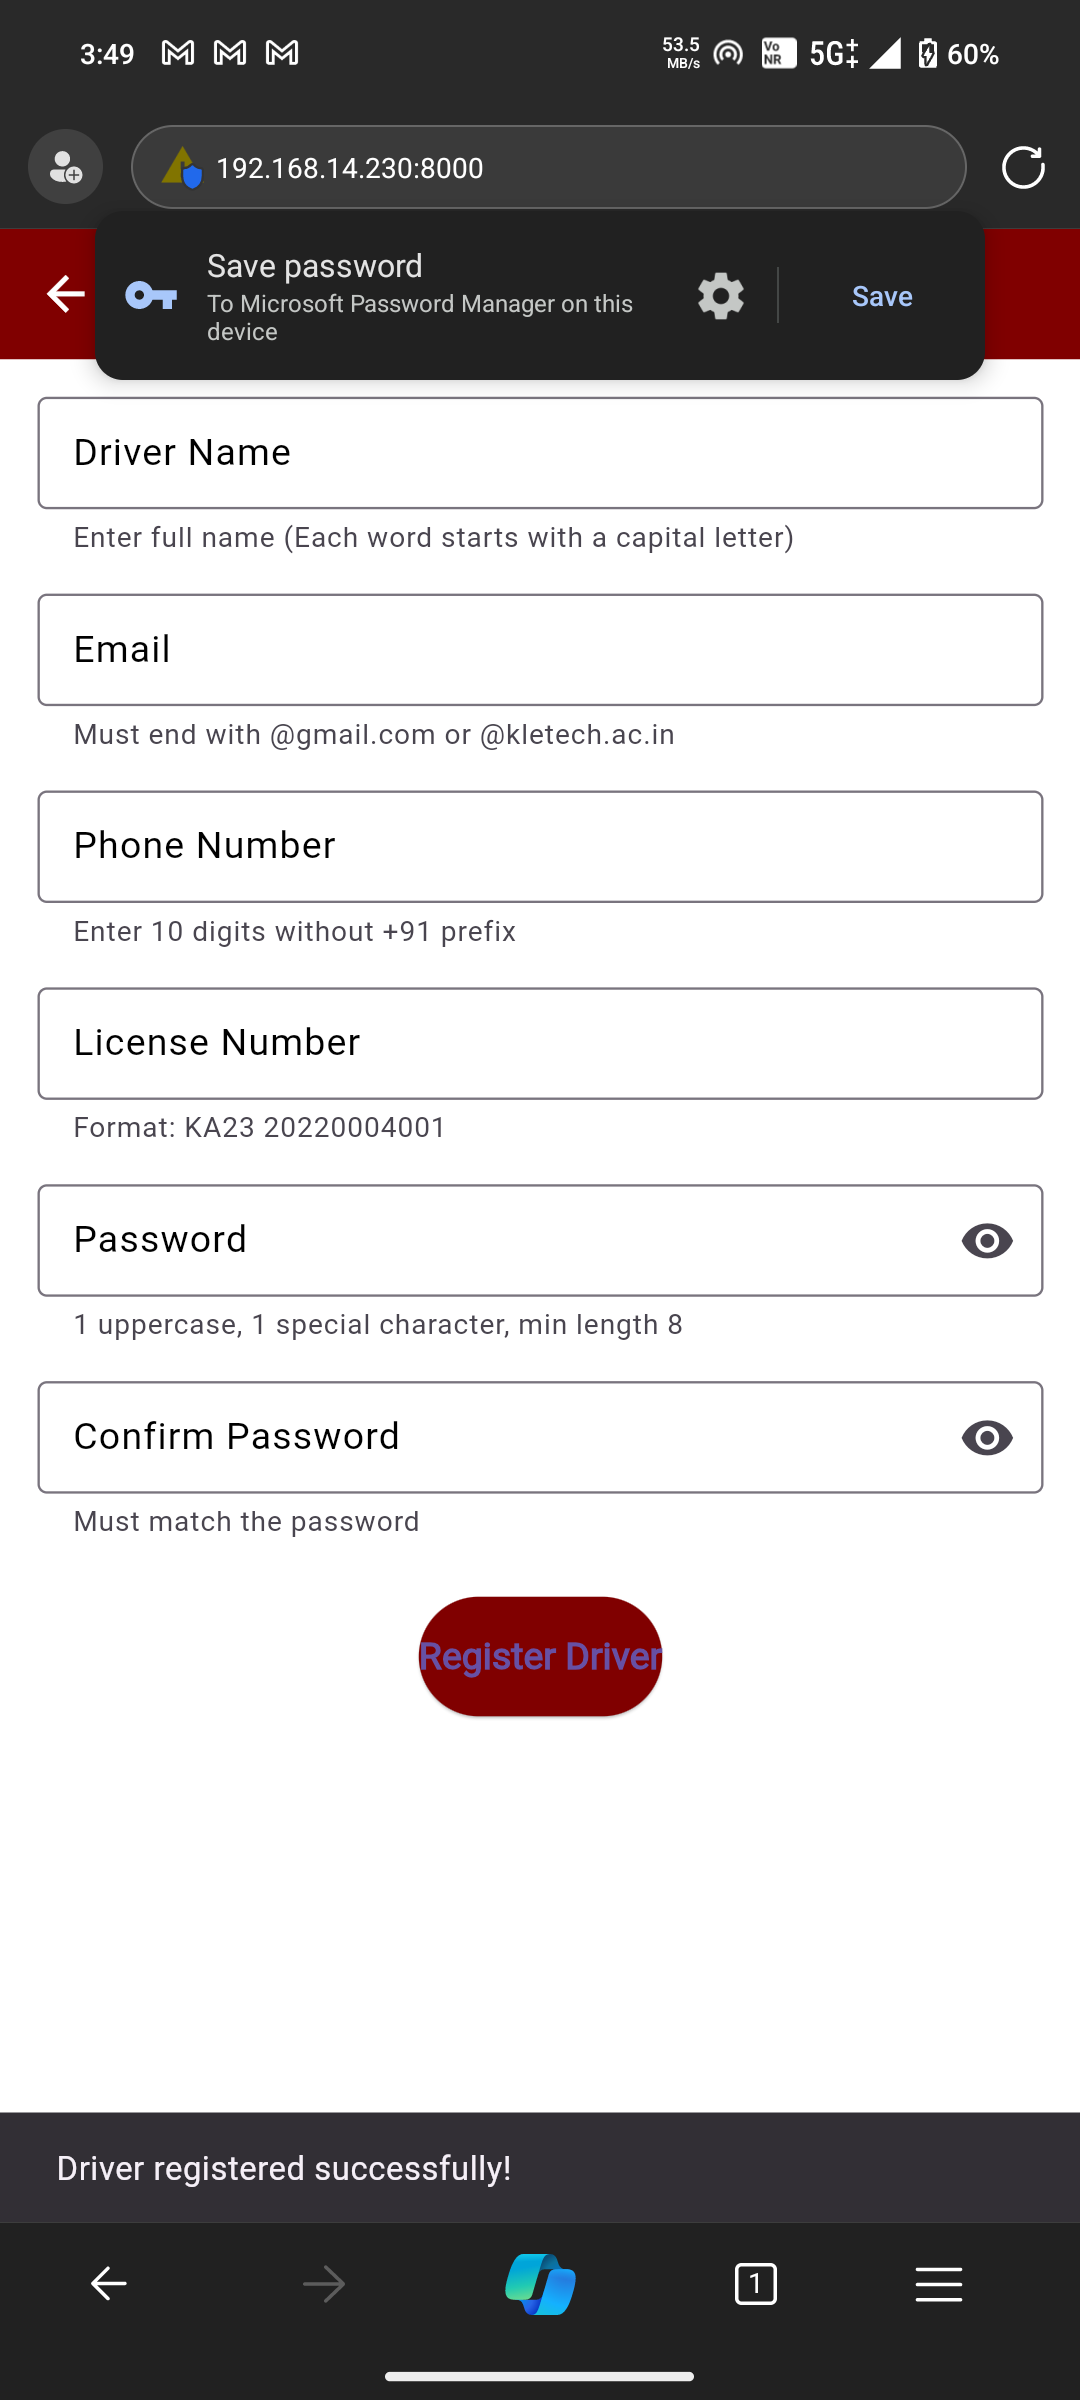 3:49
53.5
MB/s
Vo
NR
5G
60%
192.168.14.230:8000
Save password
To Microsoft Password Manager on this
device
Save
Driver Name
Enter full name (Each word starts with a capital letter)
Email
Must end with @gmail.com or @kletech.ac.in
Phone Number
Enter 10 digits without +91 prefix
License Number
Format: KA23 20220004001
Password
1 uppercase, 1 special character, min length 8
Confirm Password
Must match the password
Register Driver
Driver registered successfully!
1